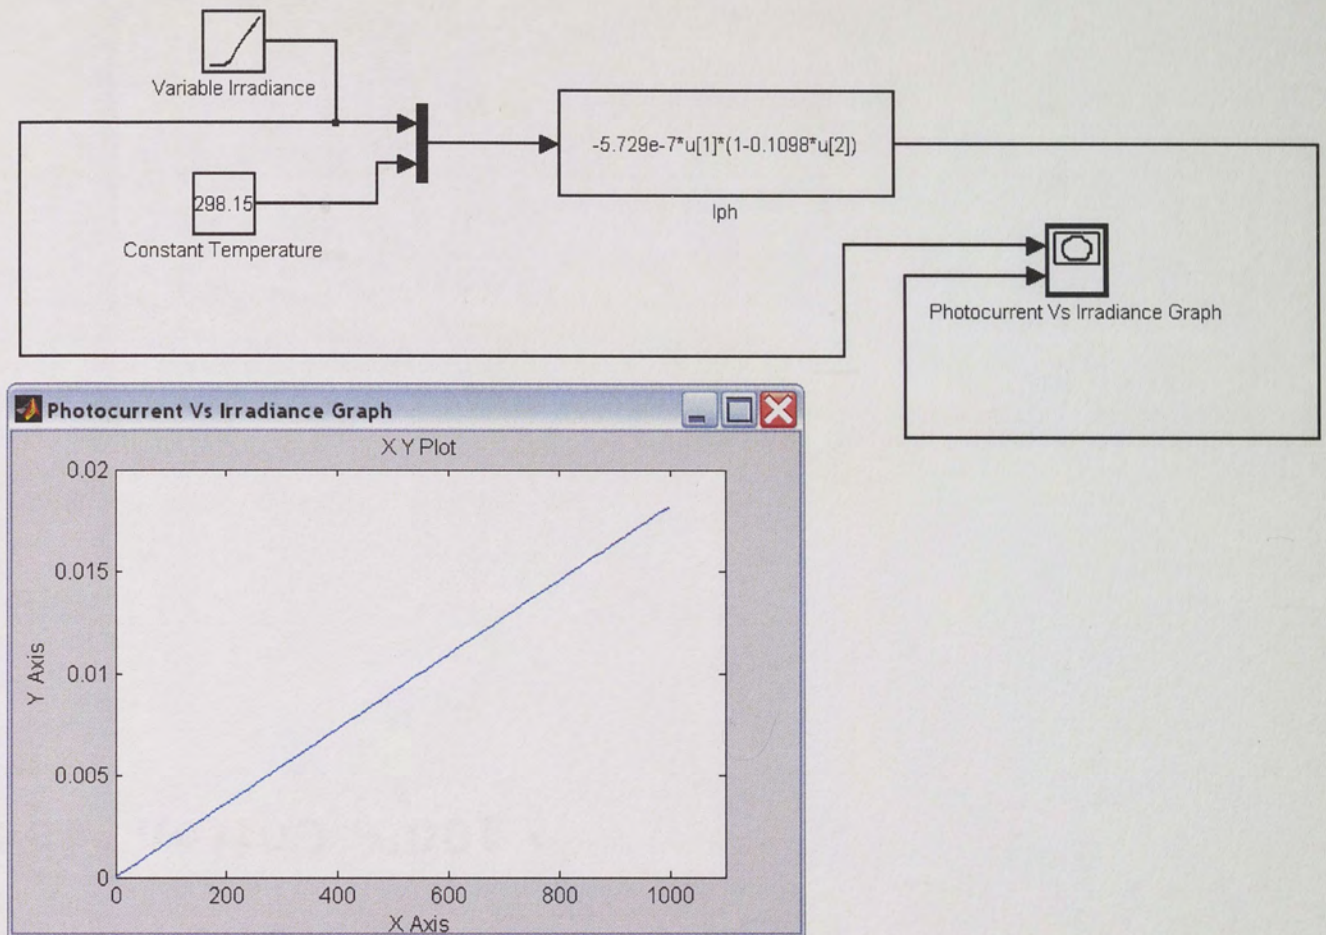 Variable Irradiance
-5.729e-7*u[1]*(1-0.1098*u[2])
Iph
298.15
Constant Temperature
Photocurrent Vs Irradiance Graph
Photocurrent Vs Irradiance Graph
X Y Plot
0.02
0.015
0.01
0.005
0
Y Axis
0 200 400 600 800 1000
X Axis